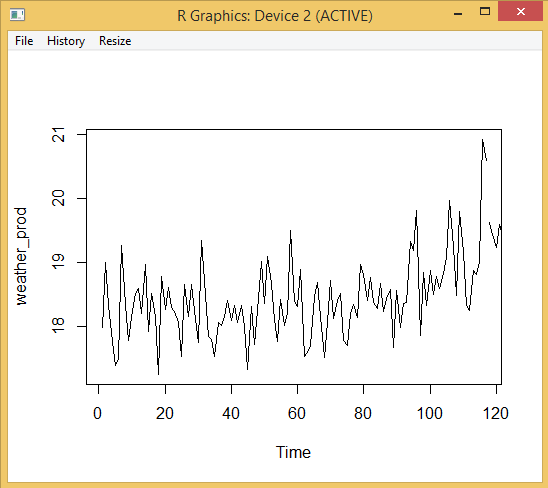 R Graphics: Device 2 (ACTIVE)
File History Resize
weather_prod
21
20
19
18
0 20 40 60 80 100 120
Time